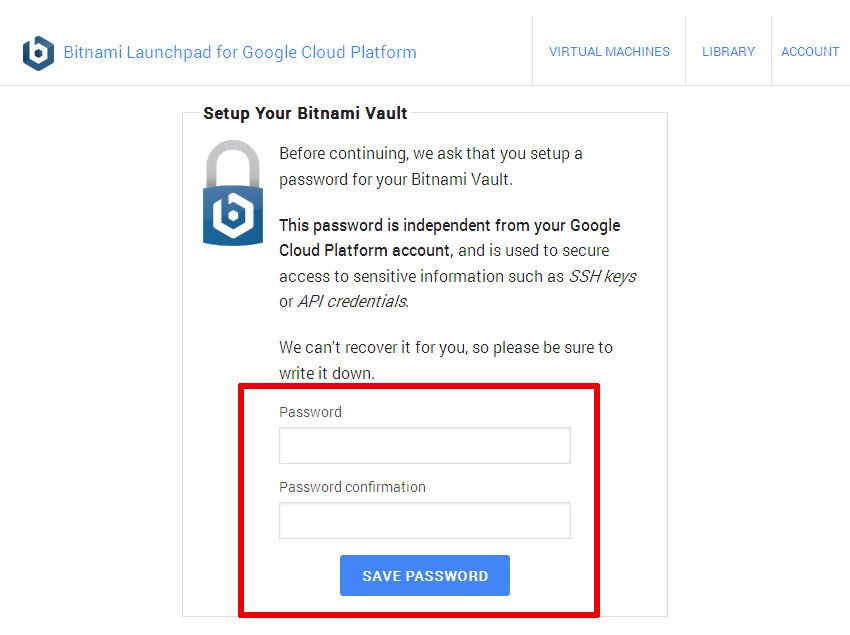 Bitnami Launchpad for Google Cloud Platform
VIRTUAL MACHINES
LIBRARY
ACCOUNT
Setup Your Bitnami Vault
Before continuing, we ask that you setup a
password for your Bitnami Vault.
This password is independent from your Google
Cloud Platform account, and is used to secure
access to sensitive information such as SSH keys
or API credentials.
We can't recover it for you, so please be sure to
write it down.
Password
Password confirmation
SAVE PASSWORD